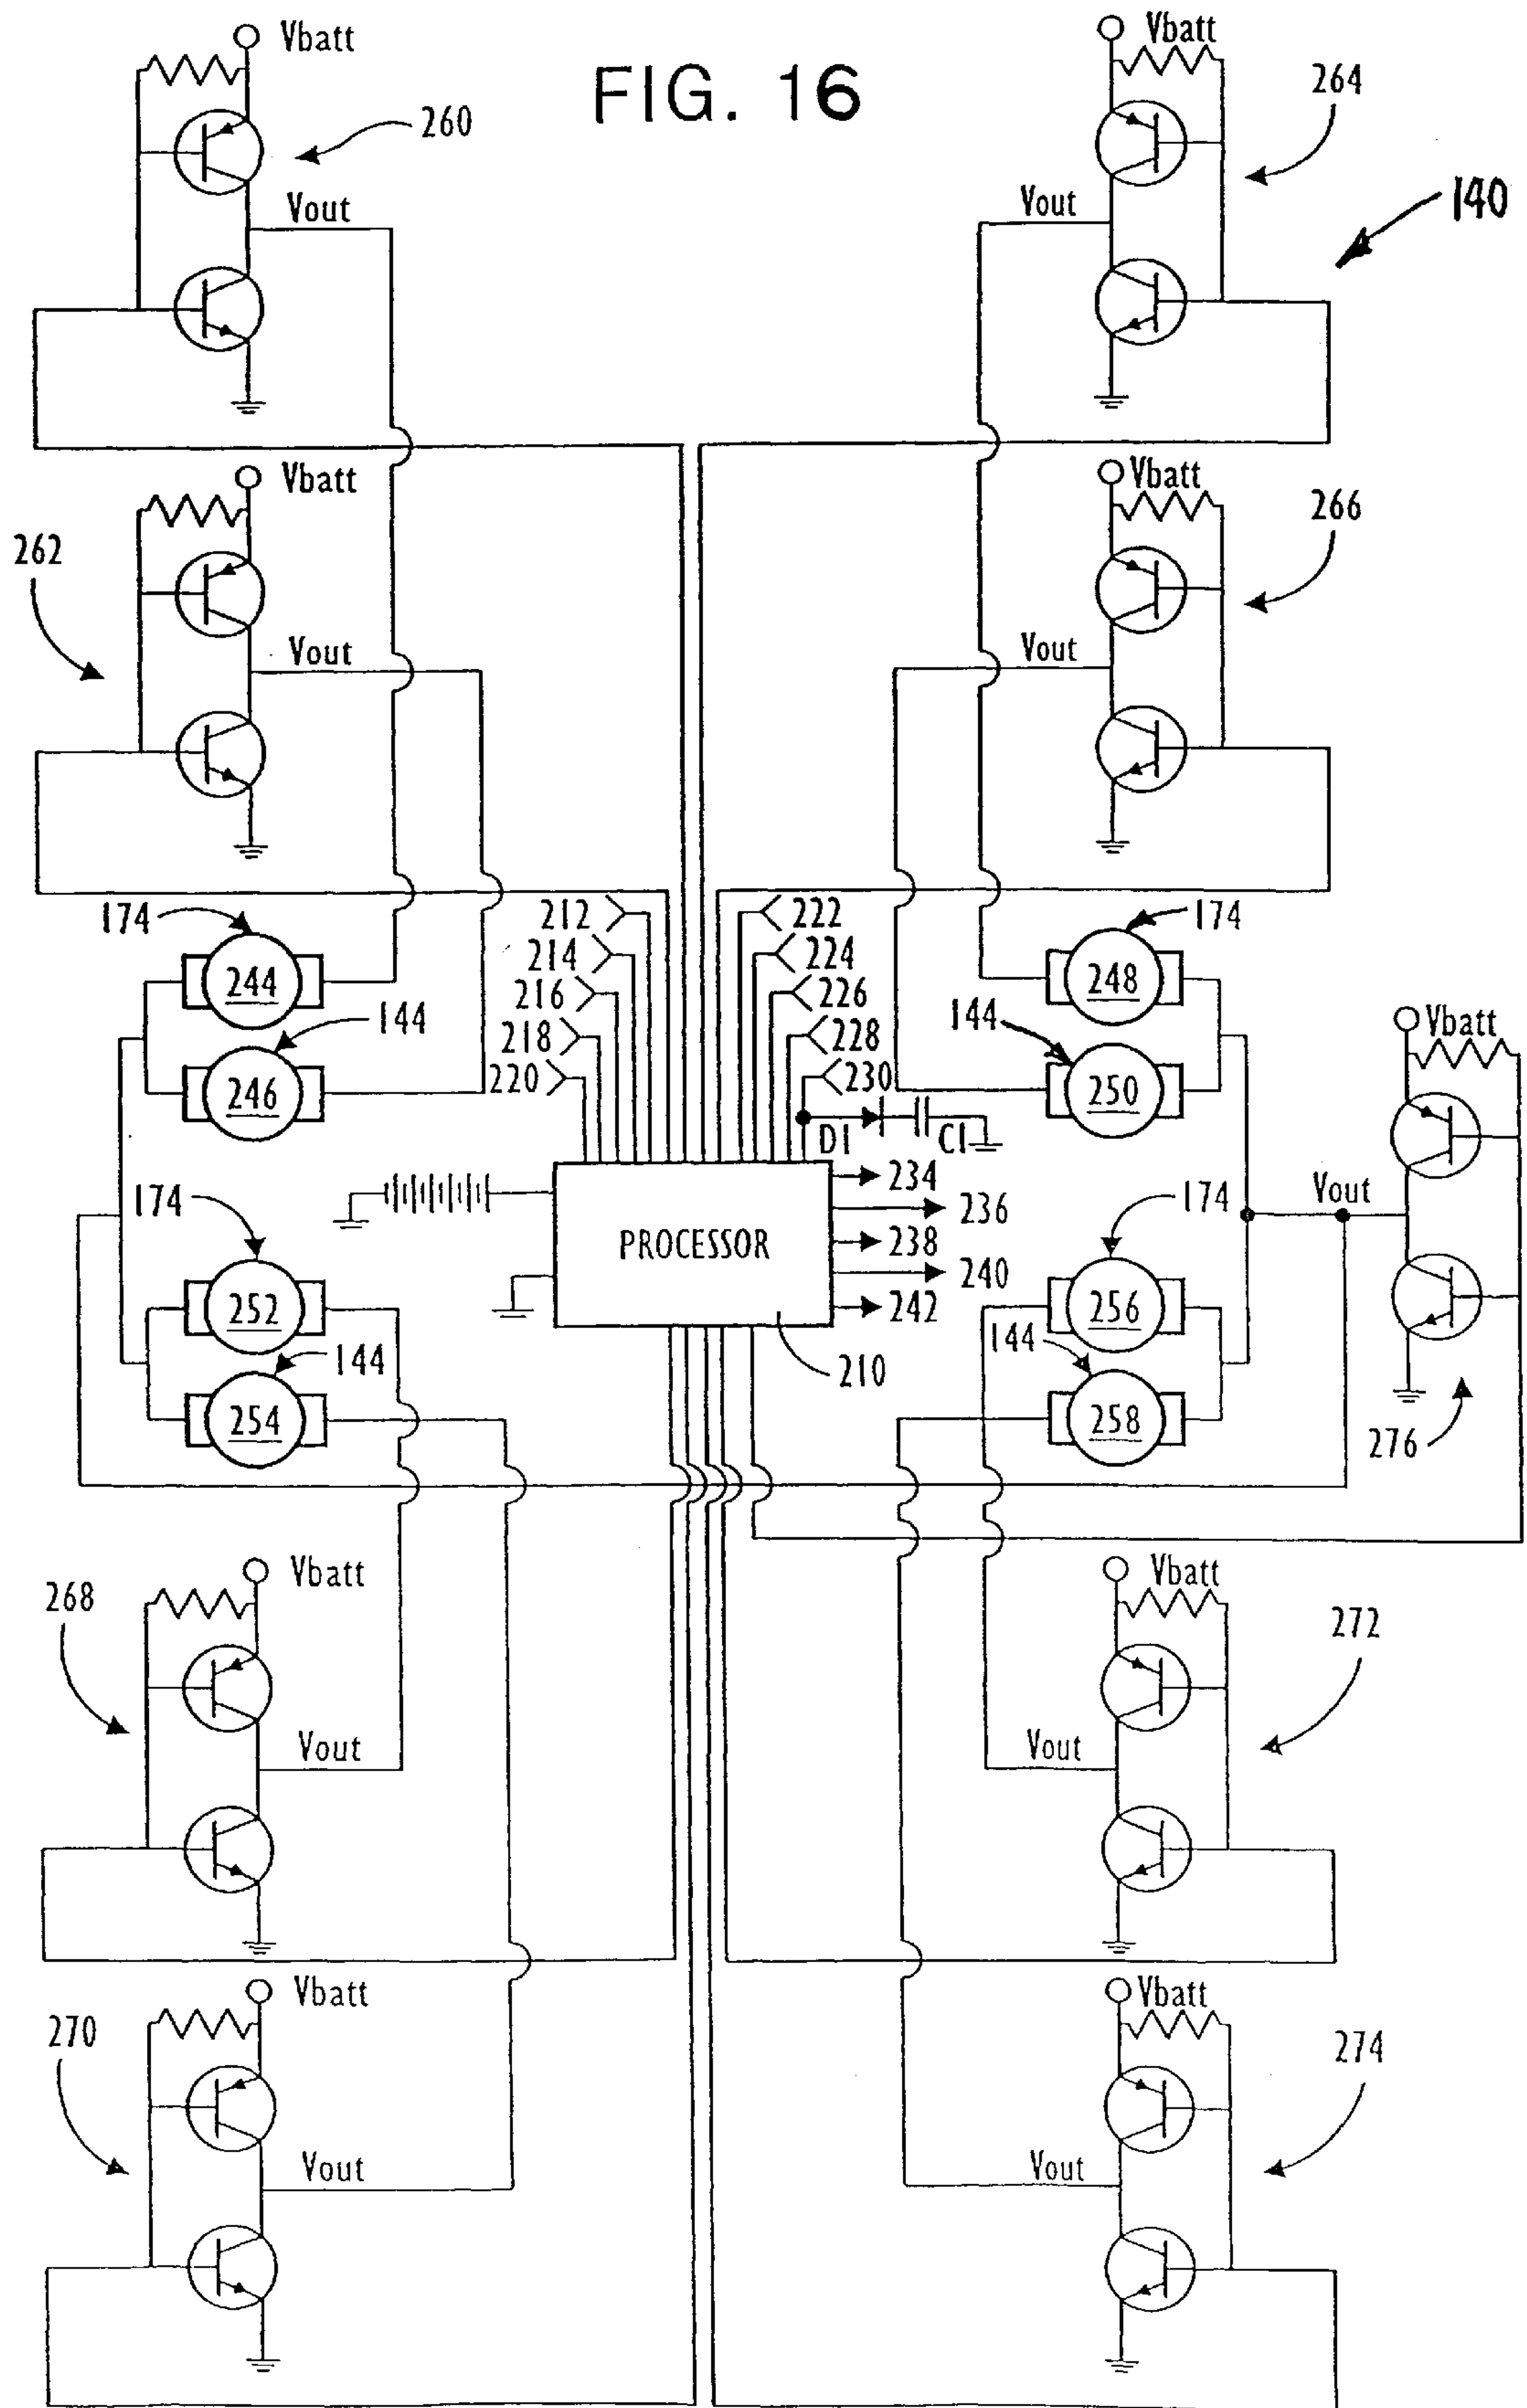 FIG. 16
Vbatt
260
Vout
Vbatt
264
Vout
140
Vbatt
262
Vout
Vbatt
266
Vout
174
244
144
246
212
214
216
218
220
222
224
226
228
230
D1
C1
174
248
144
250
Vbatt
174
252
144
254
PROCESSOR
210
234
236
238
240
242
174
256
144
258
Vout
276
Vbatt
268
Vout
Vbatt
272
Vout
Vbatt
270
Vout
Vbatt
274
Vout